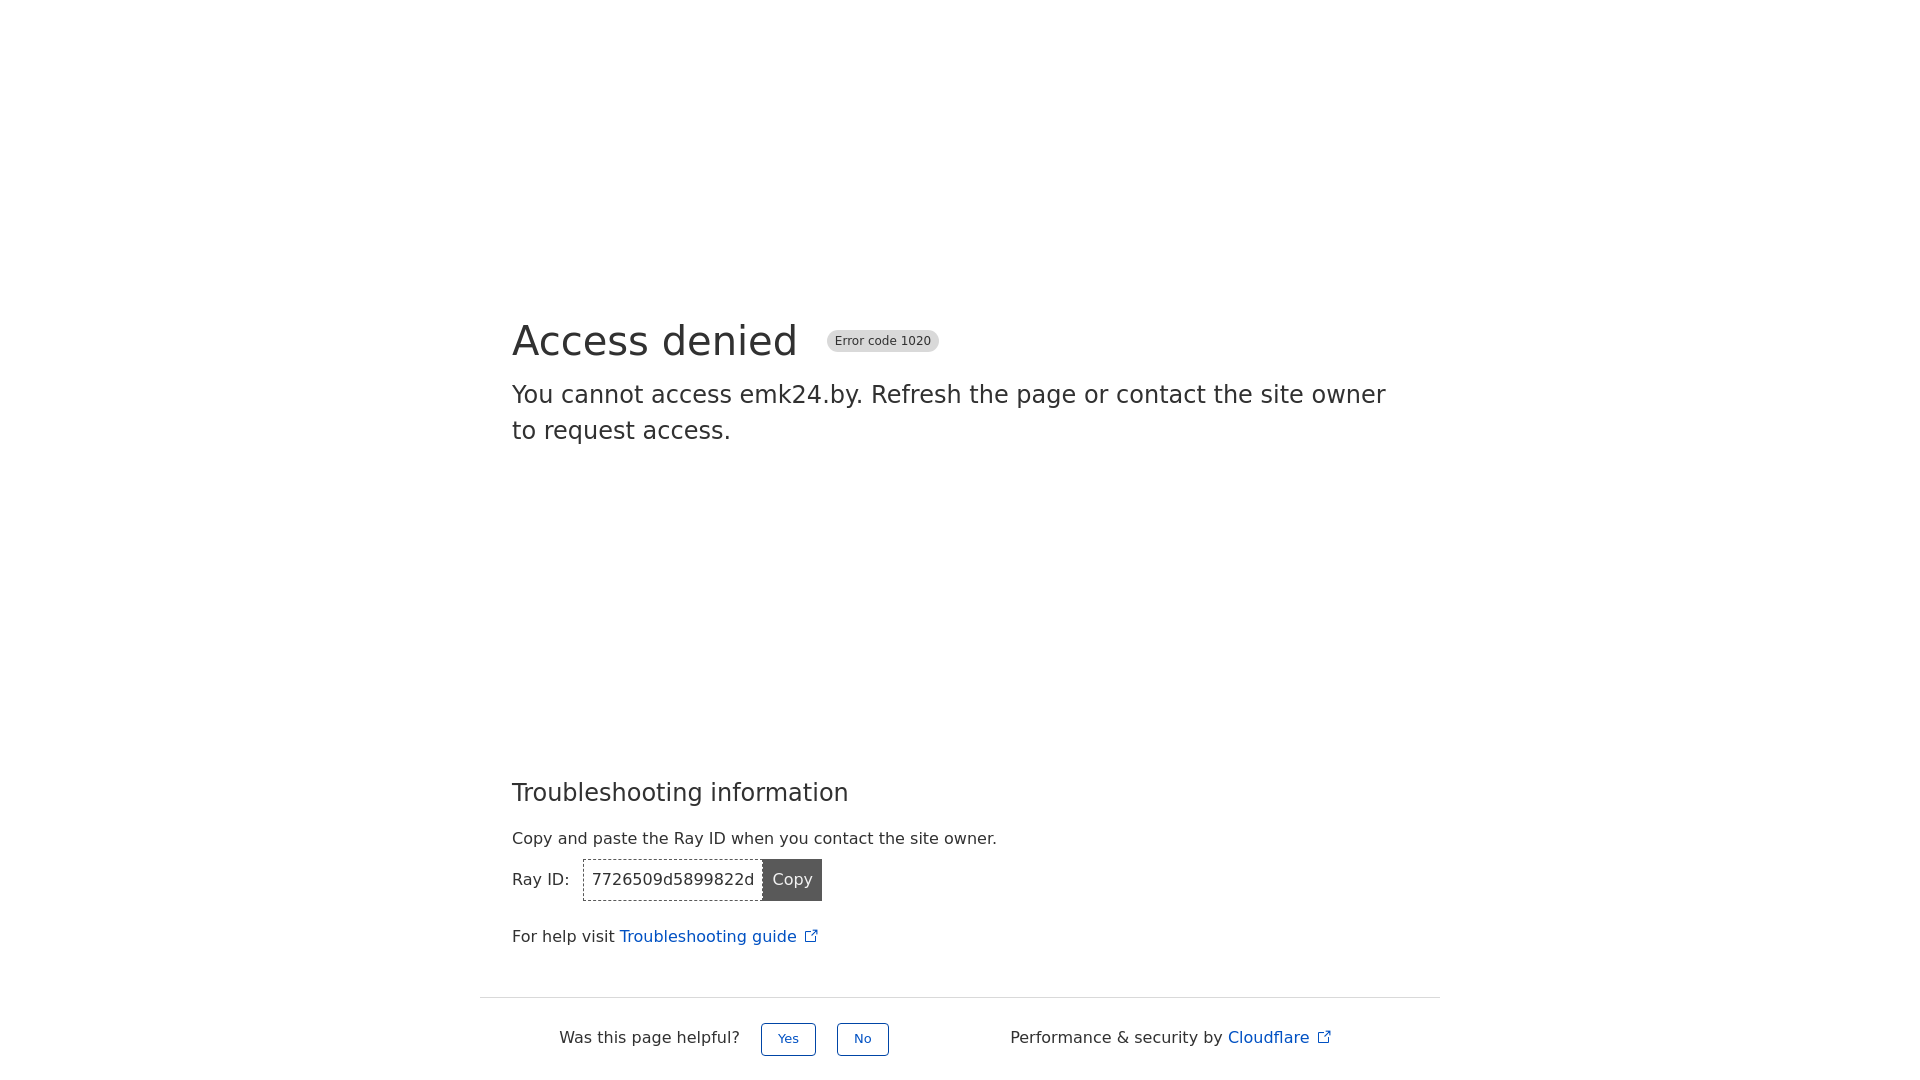 Access denied Error code 1020
You cannot access emk24.by. Refresh the page or contact the site owner
to request access.
Troubleshooting information
Copy and paste the Ray ID when you contact the site owner.
Ray ID: 7726509d5899822d Copy
For help visit Troubleshooting guide
Was this page helpful? Yes No Performance & security by Cloudflare